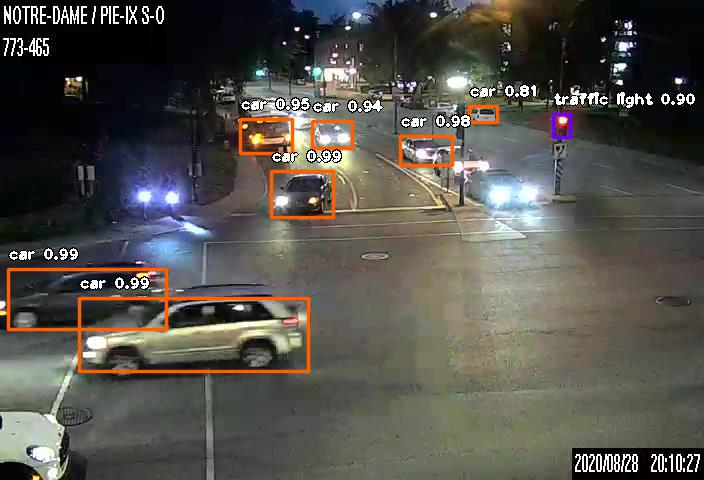 NOTRE-DAME / PIE-IX S-O
773-465
car 0.81
traffic light 0.90
car 0.95
car 0.94
car 0.98
car 0.99
car 0.99
car 0.99
2020/08/28 20:10:27